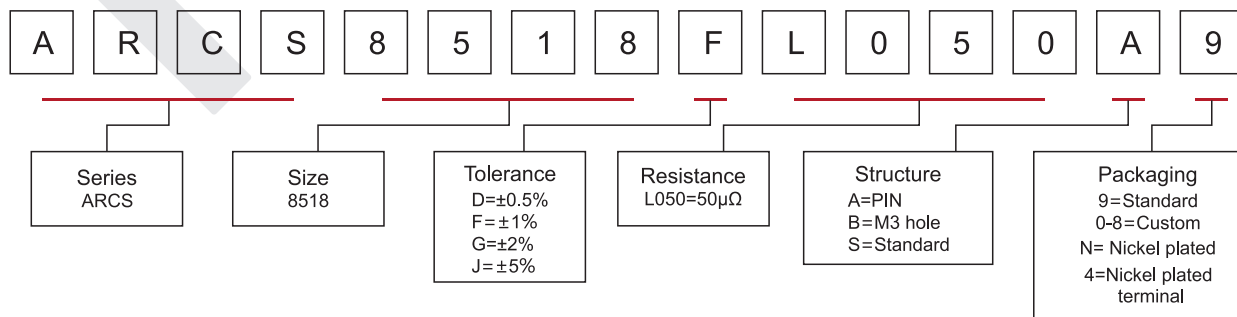 A R C S 8 5 1 8 F L 0 5 0 A 9
Series
ARCS
Size
8518
Tolerance
D=±0.5%
F=±1%
G=±2%
J=±5%
Resistance
L050=50μΩ
Structure
A=PIN
B=M3 hole
S=Standard
Packaging
9=Standard
0-8=Custom
N= Nickel plated
4=Nickel plated
terminal